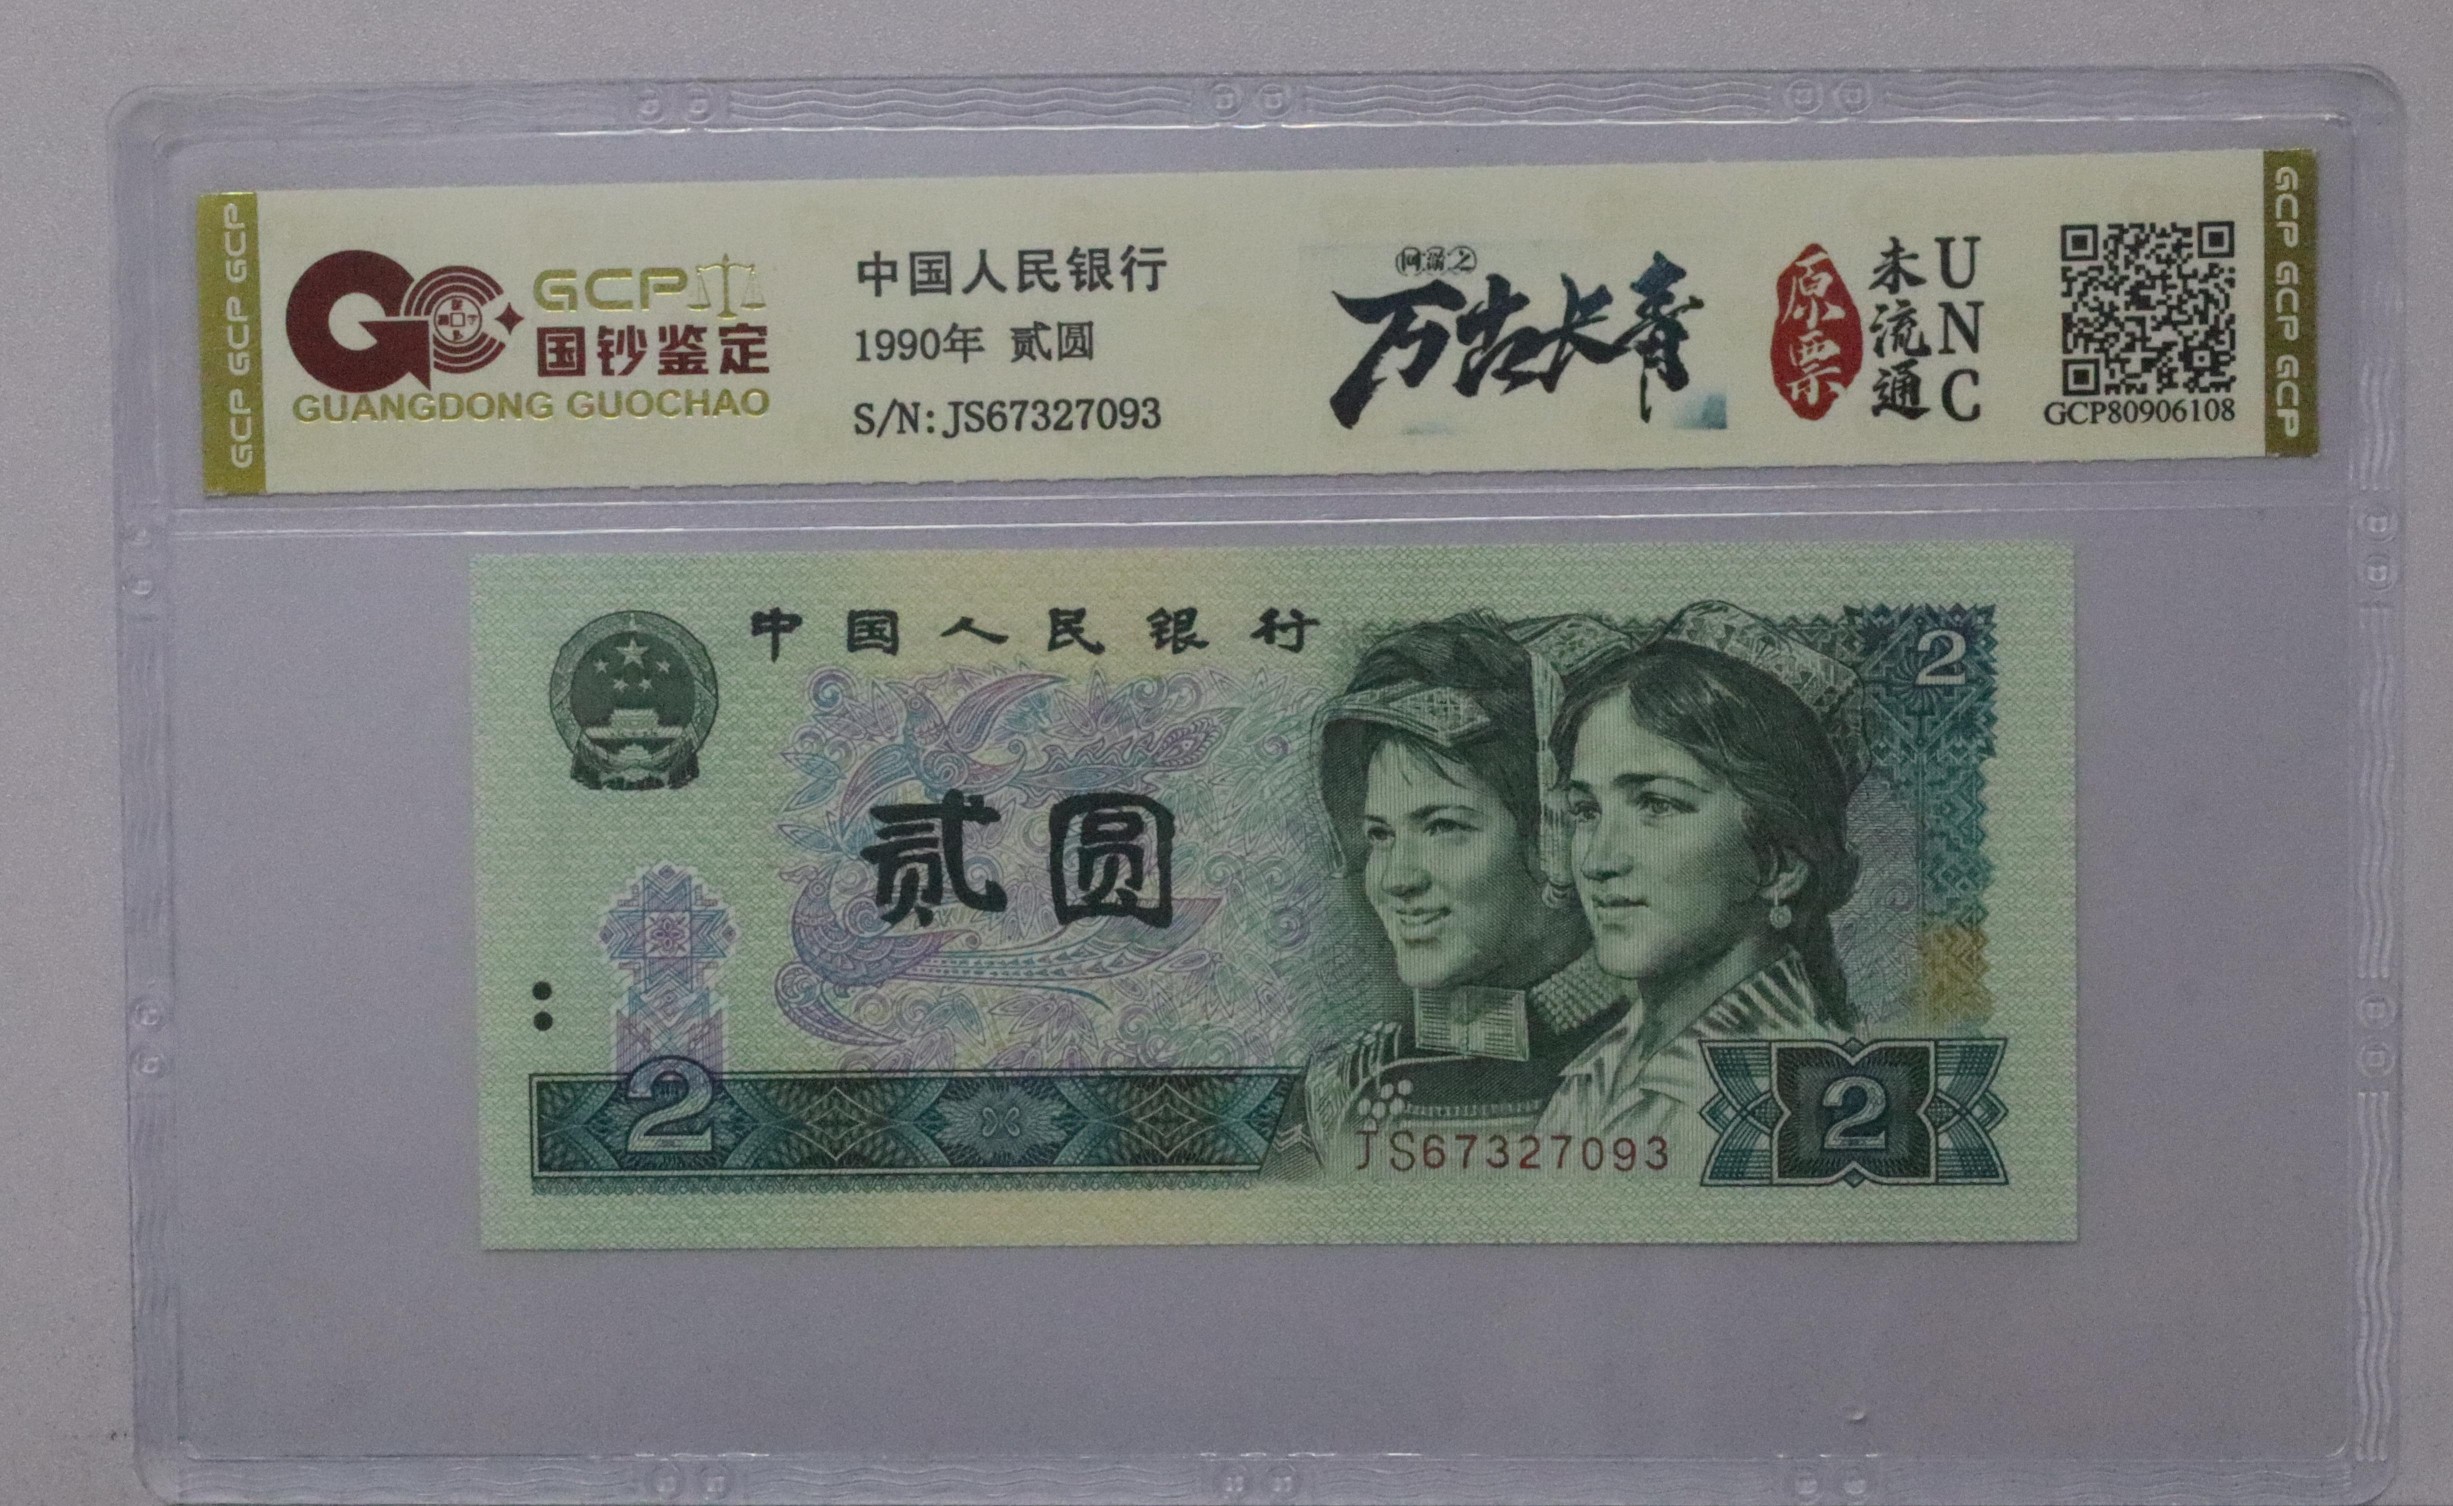 GCP GCP GCP
GCP
国钞鉴定
GUANGDONG GUOCHAO
中国人民银行
1990年 贰圆
S/N:JS67327093
万古长青
原票
未流通
UNC
GCP80906108
GCP GCP GCP
中国人民银行
2
贰圆
2
JS67327093
2